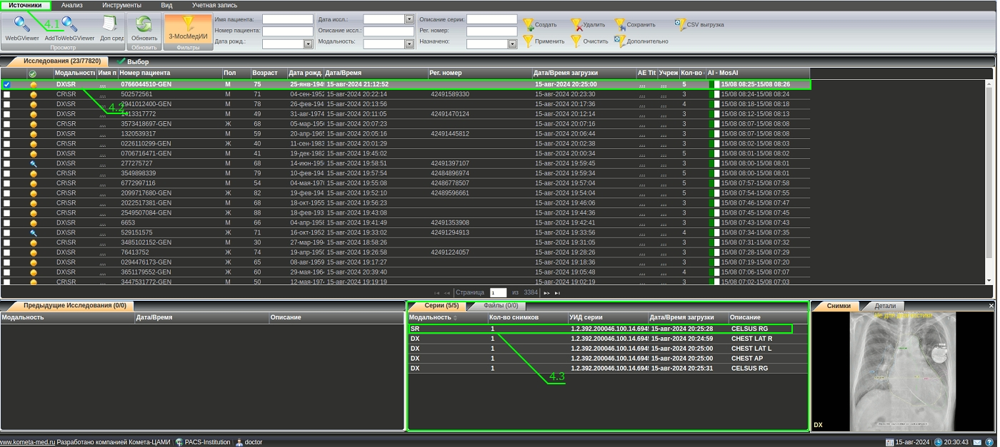 Источники Анализ Инструменты Вид Учетная запись
4.1
WebGViewer AddToWebGViewer Доп сред
Просмотр
Обновить
Обновить
3-МосМедИИ
Фильтры
Имя пациента: Дата иссл.: Описание серии:
Номер пациента: Описание иссл.: Рег. номер:
Дата рожд.: Модальность: Назначено:
Создать Удалить Сохранить CSV выгрузка
Применить Очистить Дополнительно
Исследования (23/77820) Выбор
Модальность Имя п Номер пациента Пол Возраст Дата рожд. Дата/Время Рег. номер Дата/Время загрузки AE Tit Учреж Кол-во AI - MosAI
DX\SR ... 0766044510-GEN М 75 25-янв-194 15-авг-2024 21:12:52 15-авг-2024 20:25:00 ... ... 5 15/08 08:25-15/08 08:26
CR\SR 502572561 М 71 04-сен-1952 15-авг-2024 20:22:14 42491589330 15-авг-2024 20:23:30 ... ... 3 15/08 08:24-15/08 08:24
4.2
DX\SR ... 2941012400-GEN М 78 26-фев-194 15-авг-2024 20:13:56 15-авг-2024 20:17:36 ... ... 4 15/08 08:18-15/08 08:18
DX\SR ... 1413317772 М 49 31-авг-1974 15-авг-2024 20:11:05 42491470124 15-авг-2024 20:12:14 ... ... 3 15/08 08:12-15/08 08:13
CR\SR ... 3573418697-GEN Ж 68 05-мар-195 15-авг-2024 20:07:23 15-авг-2024 20:07:16 ... ... 3 15/08 08:07-15/08 08:08
DX\SR ... 1320539317 М 59 20-апр-196 15-авг-2024 20:05:16 42491445812 15-авг-2024 20:06:44 ... ... 3 15/08 08:07-15/08 08:08
CR\SR ... 0226110299-GEN Ж 40 11-сен-1983 15-авг-2024 20:01:29 15-авг-2024 20:02:38 ... ... 3 15/08 08:02-15/08 08:03
DX\SR ... 0706716471-GEN М 41 19-дек-1982 15-авг-2024 19:45:02 15-авг-2024 20:00:34 ... ... 5 15/08 08:01-15/08 08:02
DX\SR ... 277275727 М 68 14-июн-195 15-авг-2024 19:58:51 42491397107 15-авг-2024 19:59:45 ... ... 3 15/08 08:00-15/08 08:01
CR\SR ... 3549898339 М 79 10-фев-194 15-авг-2024 19:57:54 42484896974 15-авг-2024 19:59:34 ... ... 5 15/08 08:00-15/08 08:01
CR\SR ... 6772997116 М 54 04-мая-197 15-авг-2024 19:55:08 42486778507 15-авг-2024 19:57:04 ... ... 5 15/08 07:57-15/08 07:58
CR\SR ... 2099717680-GEN Ж 82 19-фев-194 15-авг-2024 19:52:10 42489596661 15-авг-2024 19:54:04 ... ... 5 15/08 07:54-15/08 07:55
CR\SR ... 2022517381-GEN М 68 18-окт-1955 15-авг-2024 19:56:23 15-авг-2024 19:46:06 ... ... 3 15/08 07:46-15/08 07:47
CR\SR ... 2549507084-GEN Ж 88 18-фев-193 15-авг-2024 19:43:08 15-авг-2024 19:44:36 ... ... 3 15/08 07:45-15/08 07:45
DX\SR ... 6653 М 66 04-апр-195 15-авг-2024 19:41:49 42491353908 15-авг-2024 19:42:41 ... ... 3 15/08 07:43-15/08 07:43
DX\SR ... 529151575 Ж 71 16-окт-1952 15-авг-2024 19:33:02 42491294913 15-авг-2024 19:33:56 ... ... 4 15/08 07:34-15/08 07:35
CR\SR ... 3485102152-GEN М 30 27-мар-199 15-авг-2024 18:58:26 15-авг-2024 19:31:05 ... ... 3 15/08 07:31-15/08 07:32
DX\SR ... 76413752 Ж 74 19-апр-195 15-авг-2024 19:26:58 42491224057 15-авг-2024 19:28:26 ... ... 3 15/08 07:28-15/08 07:29
DX\SR ... 0294476173-GEN Ж 65 08-авг-1959 15-авг-2024 19:17:27 15-авг-2024 19:18:36 ... ... 3 15/08 07:19-15/08 07:20
DX\SR ... 3651179552-GEN Ж 60 29-мая-196 15-авг-2024 20:39:40 15-авг-2024 19:05:48 ... ... 4 15/08 07:06-15/08 07:07
CR\SR ... 3447531772-GEN М 50 12-мая-197 15-авг-2024 19:19:19 15-авг-2024 19:02:19 ... ... 3 15/08 07:02-15/08 07:03
Страница 1 из 3384
Предыдущие Исследования (0/0)
Модальность Дата/Время Описание
Серии (5/5) Файлы (0/0)
Модальность Кол-во снимков УИД серии Дата/Время загрузки Описание
SR 1 1.2.392.200046.100.14.694 15-авг-2024 20:25:28 CELSUS RG
DX 1 1.2.392.200046.100.14.694 15-авг-2024 20:24:59 CHEST LAT R
DX 1 1.2.392.200046.100.14.694 15-авг-2024 20:25:00 CHEST LAT L
DX 1 1.2.392.200046.100.14.694 15-авг-2024 20:25:00 CHEST AP
DX 1 1.2.392.200046.100.14.694 15-авг-2024 20:25:31 CELSUS RG
4.3
Снимки Детали
Не для диагностики
DX
www.kometa-med.ru Разработано компанией Комета-ЦАМИ PACS-Institution doctor 15-авг-2024 20:30:43